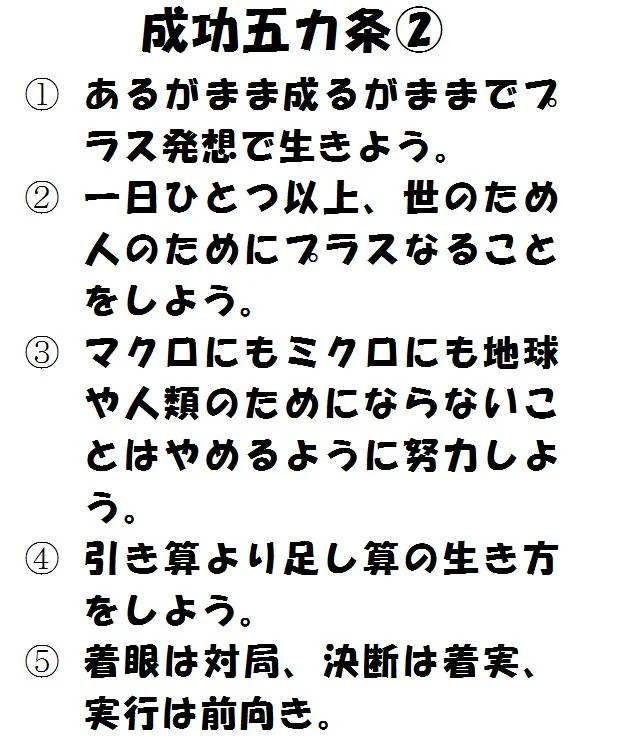 成功五カ条②
① あるがまま成るがままでプ
ラス発想で生きよう。
② 一日ひとつ以上、世のため
人のためにプラスなること
をしよう。
③ マクロにもミクロにも地球
や人類のためにならないこ
とはやめるように努力しよ
う。
④ 引き算より足し算の生き方
をしよう。
⑤ 着眼は対局、決断は着実、
実行は前向き。